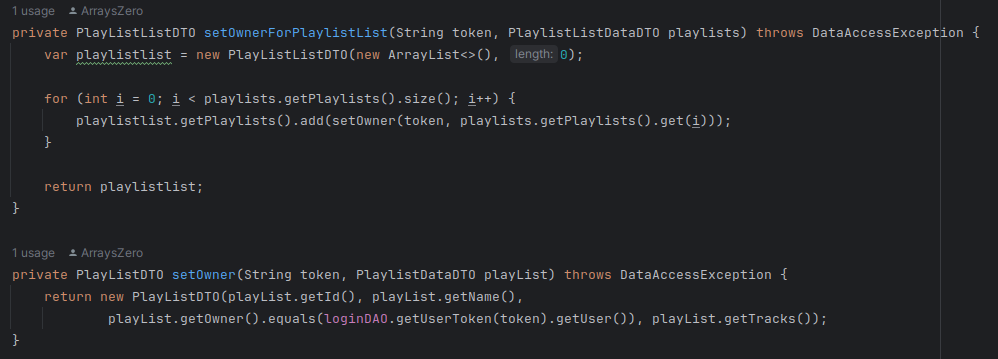 1 usage ArraysZero
private PlayListListDTO setOwnerForPlaylistList(String token, PlaylistListDataDTO playlists) throws DataAccessException {
    var playlistlist = new PlayListListDTO(new ArrayList<>(), length: 0);
    for (int i = 0; i < playlists.getPlaylists().size(); i++) {
        playlistlist.getPlaylists().add(setOwner(token, playlists.getPlaylists().get(i)));
    }
    return playlistlist;
}
1 usage ArraysZero
private PlayListDTO setOwner(String token, PlaylistDataDTO playList) throws DataAccessException {
    return new PlayListDTO(playList.getId(), playList.getName(),
            playList.getOwner().equals(loginDAO.getUserToken(token).getUser()), playList.getTracks());
}